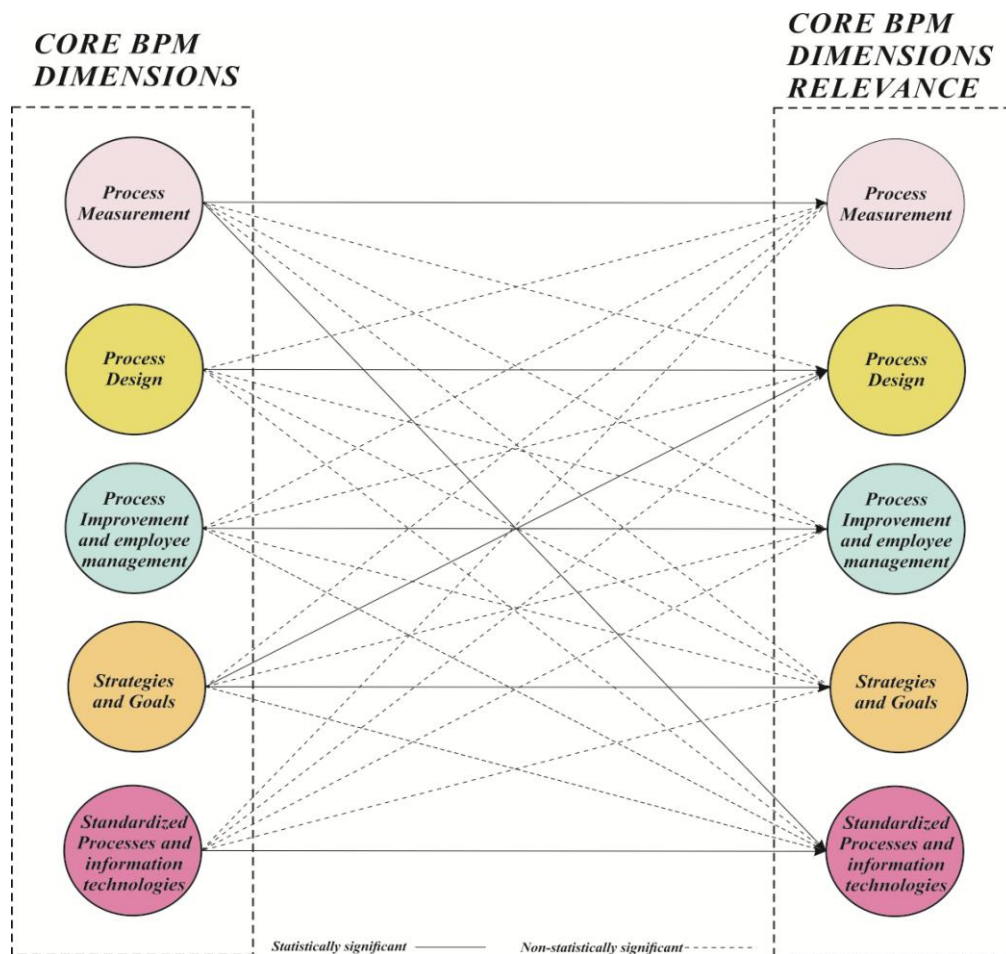 CORE BPM
DIMENSIONS
CORE BPM
DIMENSIONS
RELEVANCE
Process
Measurement
Process
Measurement
Process
Design
Process
Design
Process
Improvement
and employee
management
Process
Improvement
and employee
management
Strategies
and Goals
Strategies
and Goals
Standardized
Processes and
information
technologies
Standardized
Processes and
information
technologies
Statistically significant
Non-statistically significant